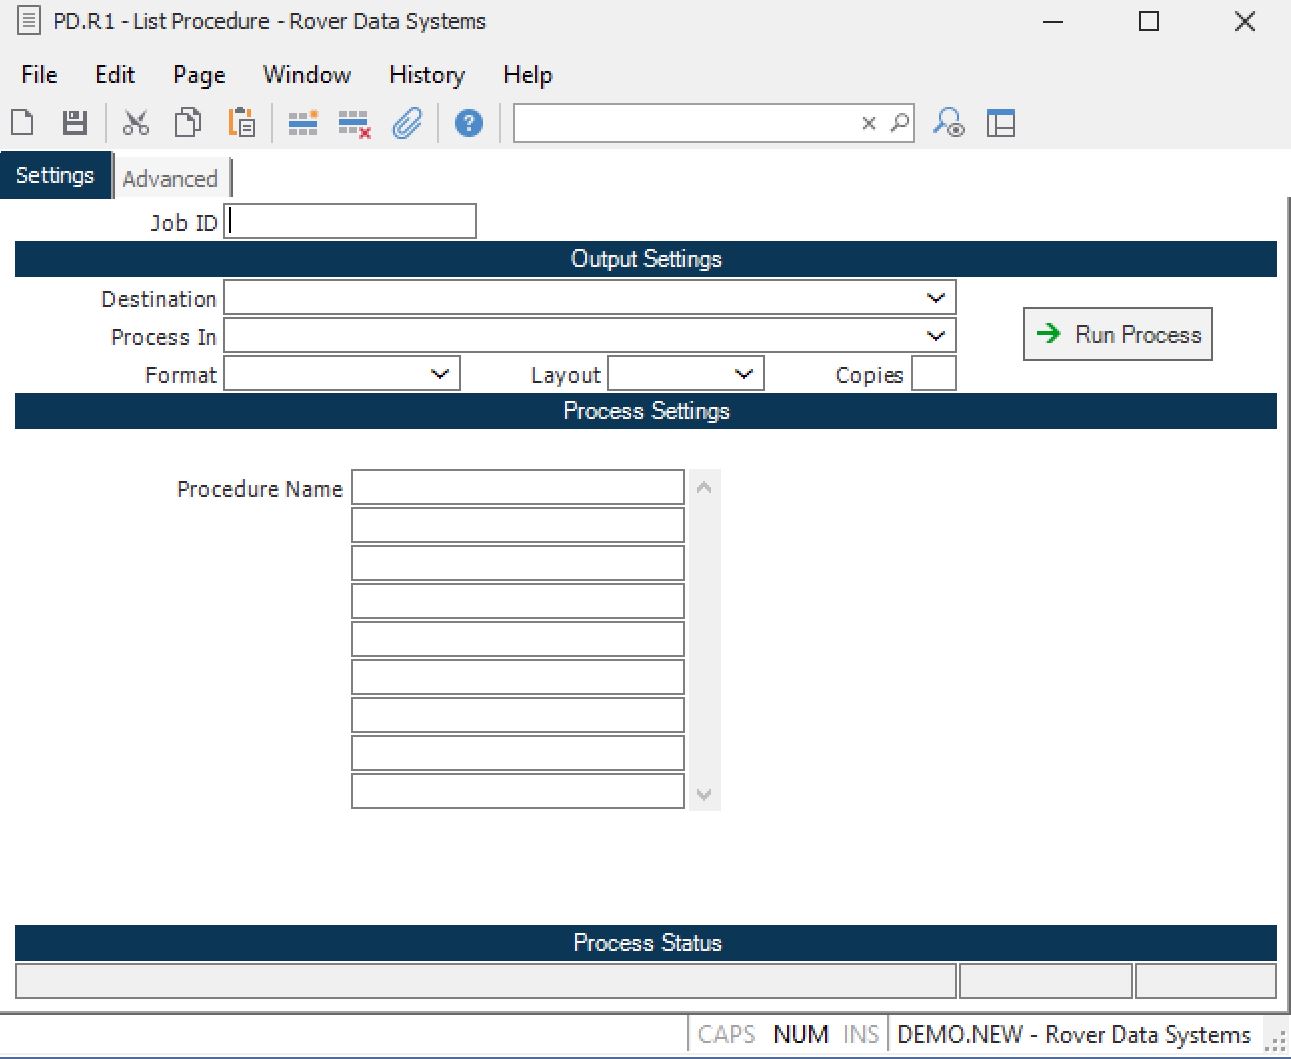 PD.R1 - List Procedure - Rover Data Systems
File Edit Page Window History Help
Settings Advanced
Job ID
Output Settings
Destination
Process In
Run Process
Format Layout Copies
Process Settings
Procedure Name
Process Status
CAPS NUM INS DEMO.NEW - Rover Data Systems